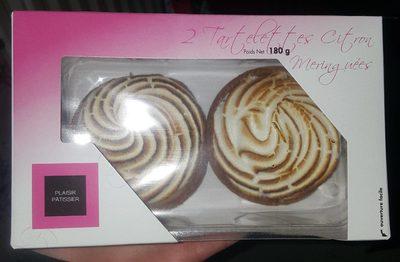 2 Tartelettes Citron
Poids Net 180 g
Meringuées
PLAISIR
PÂTISSIER
ouverture facile